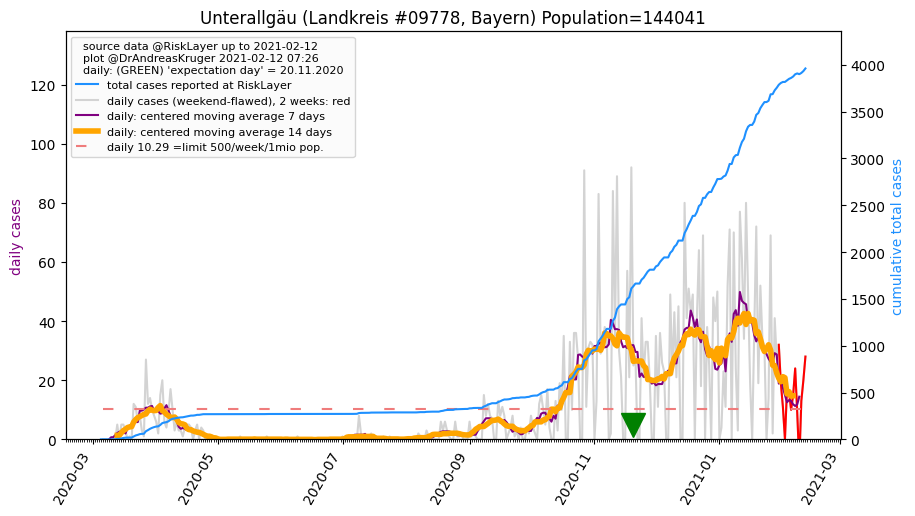 Unterallgäu (Landkreis #09778, Bayern) Population=144041
source data @RiskLayer up to 2021-02-12
plot @DrAndreasKruger 2021-02-12 07:26
daily: (GREEN) 'expectation day' = 20.11.2020
total cases reported at RiskLayer
daily cases (weekend-flawed), 2 weeks: red
daily: centered moving average 7 days
daily: centered moving average 14 days
daily 10.29 =limit 500/week/1mio pop.
daily cases
0
20
40
60
80
100
120
cumulative total cases
0
500
1000
1500
2000
2500
3000
3500
4000
2020-03
2020-05
2020-07
2020-09
2020-11
2021-01
2021-03